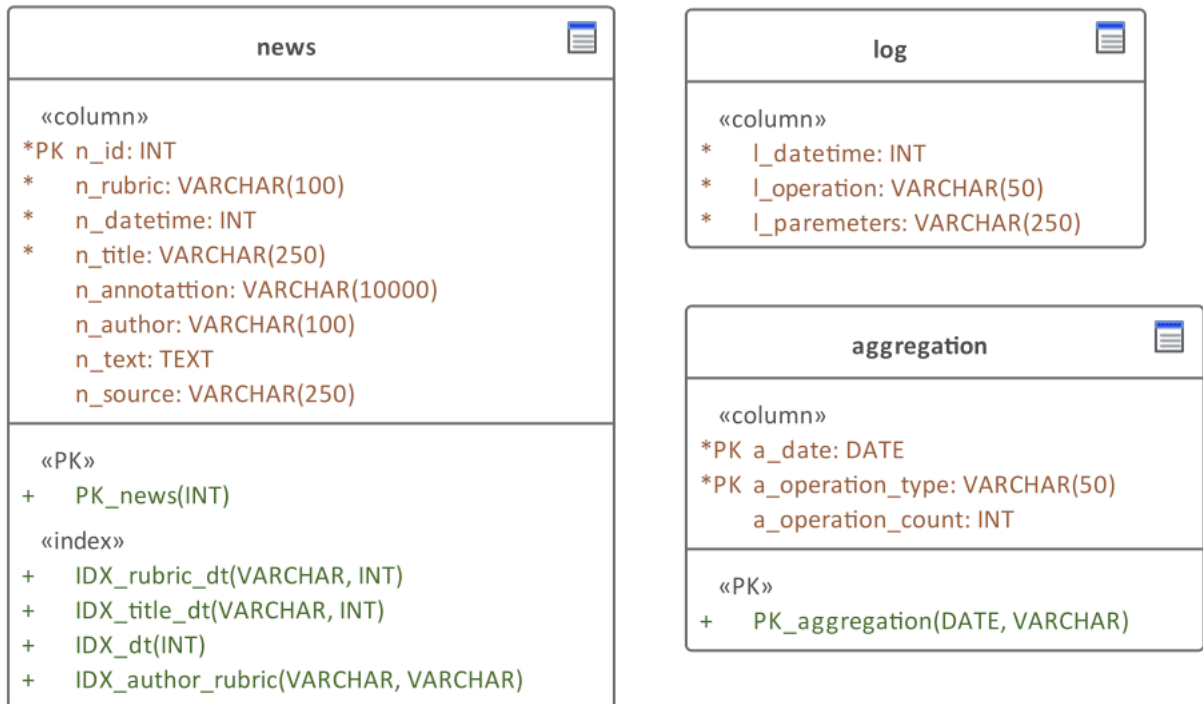 news
«column»
*PK n_id: INT
* n_rubric: VARCHAR(100)
* n_datetime: INT
* n_title: VARCHAR(250)
n_annotattion: VARCHAR(10000)
n_author: VARCHAR(100)
n_text: TEXT
n_source: VARCHAR(250)
«PK»
+ PK_news(INT)
«index»
+ IDX_rubric_dt(VARCHAR, INT)
+ IDX_title_dt(VARCHAR, INT)
+ IDX_dt(INT)
+ IDX_author_rubric(VARCHAR, VARCHAR)
log
«column»
* l_datetime: INT
* l_operation: VARCHAR(50)
* l_paremeters: VARCHAR(250)
aggregation
«column»
*PK a_date: DATE
*PK a_operation_type: VARCHAR(50)
a_operation_count: INT
«PK»
+ PK_aggregation(DATE, VARCHAR)